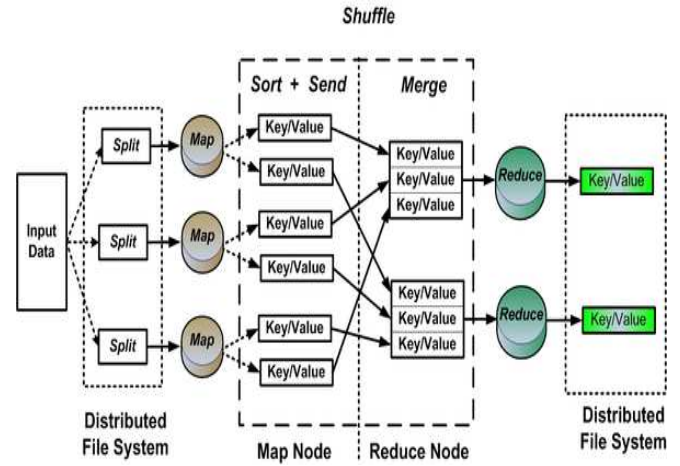 Shuffle
Sort + Send
Merge
Input
Data
Split
Split
Split
Map
Map
Map
Key/Value
Key/Value
Key/Value
Key/Value
Key/Value
Key/Value
Key/Value
Key/Value
Key/Value
Key/Value
Key/Value
Key/Value
Reduce
Reduce
Key/Value
Key/Value
Distributed
File System
Map Node
Reduce Node
Distributed
File System